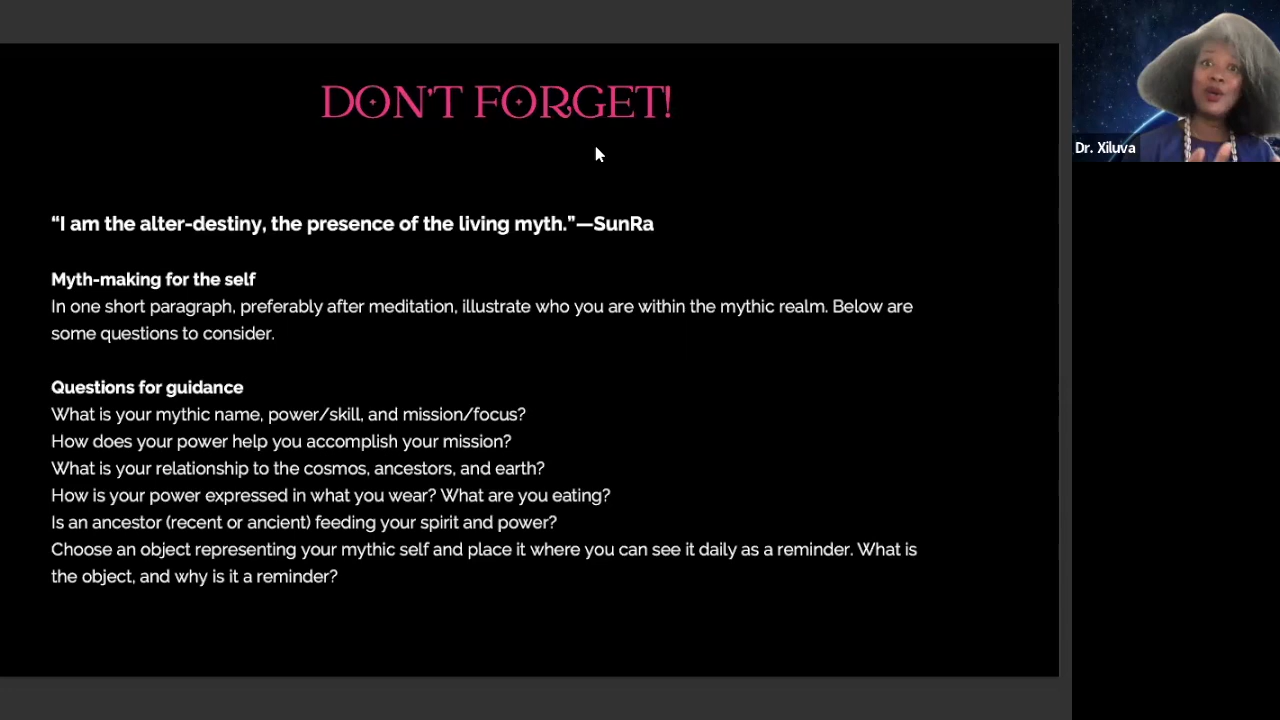 DON'T FORGET!
Dr. Xiluva
“I am the alter-destiny, the presence of the living myth.”—SunRa
Myth-making for the self
In one short paragraph, preferably after meditation, illustrate who you are within the mythic realm. Below are
some questions to consider.
Questions for guidance
What is your mythic name, power/skill, and mission/focus?
How does your power help you accomplish your mission?
What is your relationship to the cosmos, ancestors, and earth?
How is your power expressed in what you wear? What are you eating?
Is an ancestor (recent or ancient) feeding your spirit and power?
Choose an object representing your mythic self and place it where you can see it daily as a reminder. What is
the object, and why is it a reminder?